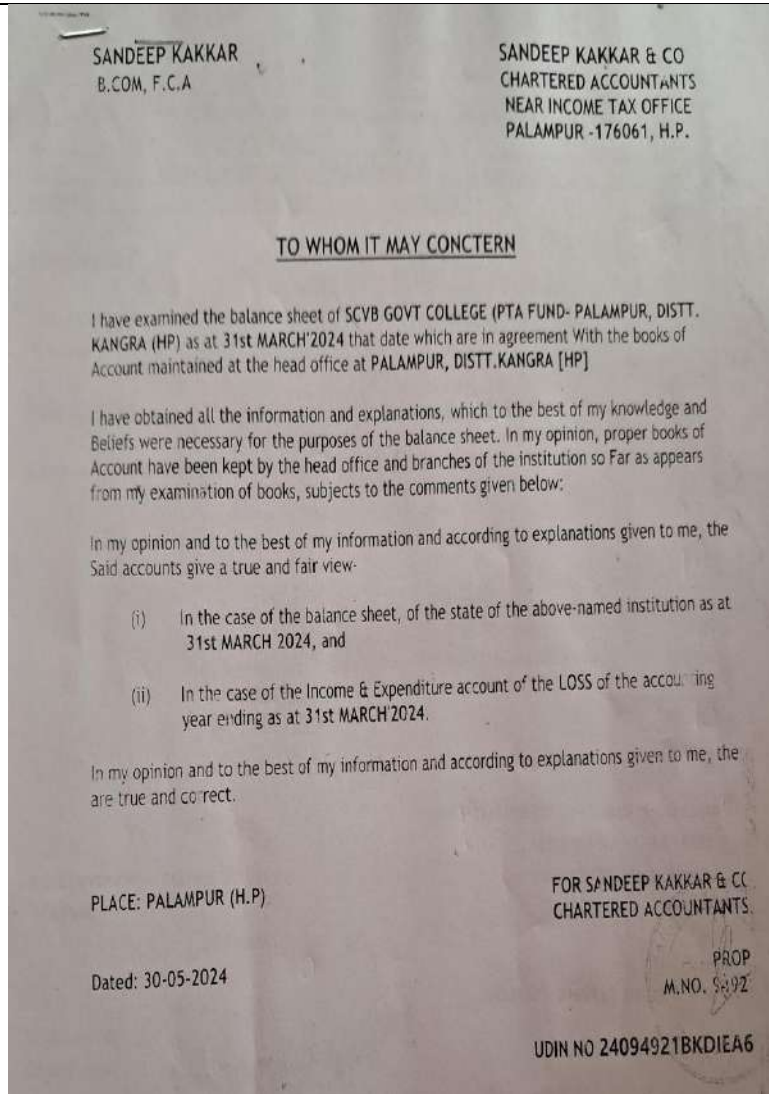 SANDEEP KAKKAR
B.COM, F.C.A
SANDEEP KAKKAR & CO
CHARTERED ACCOUNTANTS
NEAR INCOME TAX OFFICE
PALAMPUR -176061, H.P.
TO WHOM IT MAY CONCTERN
I have examined the balance sheet of SCVB GOVT COLLEGE (PTA FUND- PALAMPUR, DISTT.
KANGRA (HP) as at 31st MARCH'2024 that date which are in agreement With the books of
Account maintained at the head office at PALAMPUR, DISTT.KANGRA [HP]
I have obtained all the information and explanations, which to the best of my knowledge and
Beliefs were necessary for the purposes of the balance sheet. In my opinion, proper books of
Account have been kept by the head office and branches of the institution so Far as appears
from my examination of books, subjects to the comments given below:
In my opinion and to the best of my information and according to explanations given to me, the
Said accounts give a true and fair view-
(i) In the case of the balance sheet, of the state of the above-named institution as at
31st MARCH 2024, and
(ii) In the case of the Income & Expenditure account of the LOSS of the accounting
year ending as at 31st MARCH'2024.
In my opinion and to the best of my information and according to explanations given to me, the
are true and correct.
PLACE: PALAMPUR (H.P)
Dated: 30-05-2024
FOR SANDEEP KAKKAR & CO
CHARTERED ACCOUNTANTS.
PROP
M.NO.
UDIN NO 24094921BKDIEA6